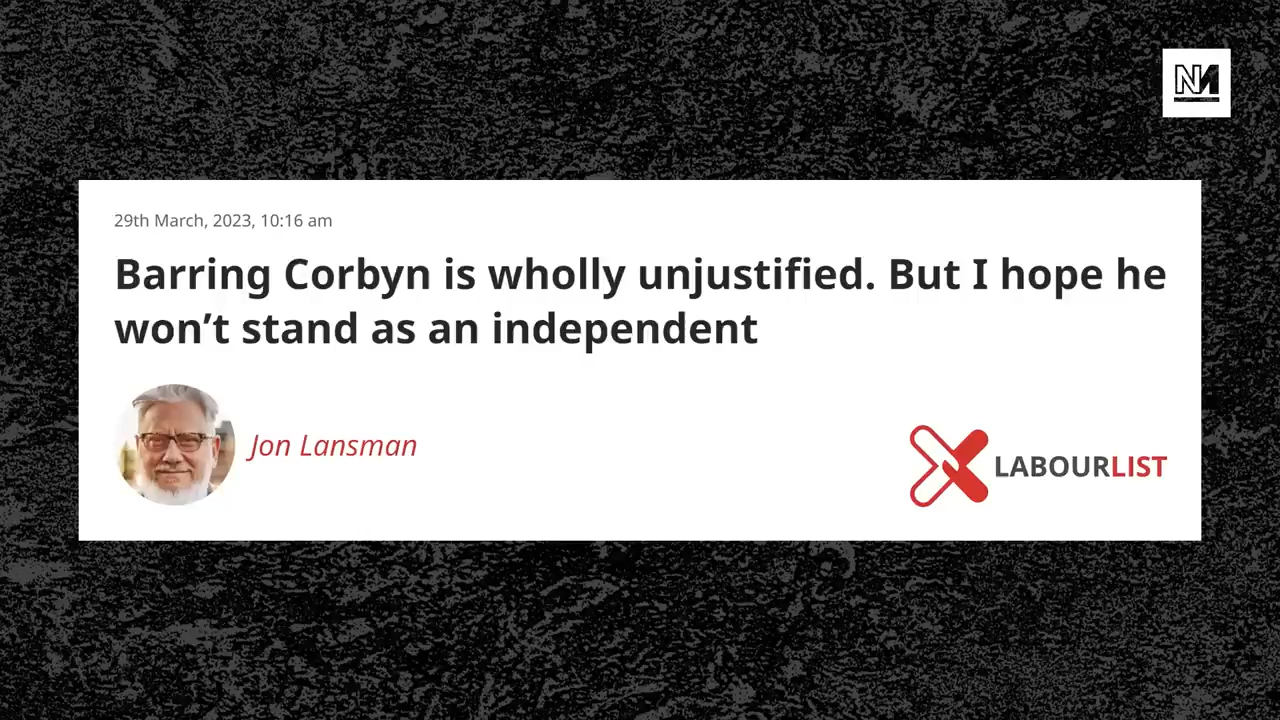 NM
29th March, 2023, 10:16 am
Barring Corbyn is wholly unjustified. But I hope he
won’t stand as an independent
Jon Lansman
LABOURLIST